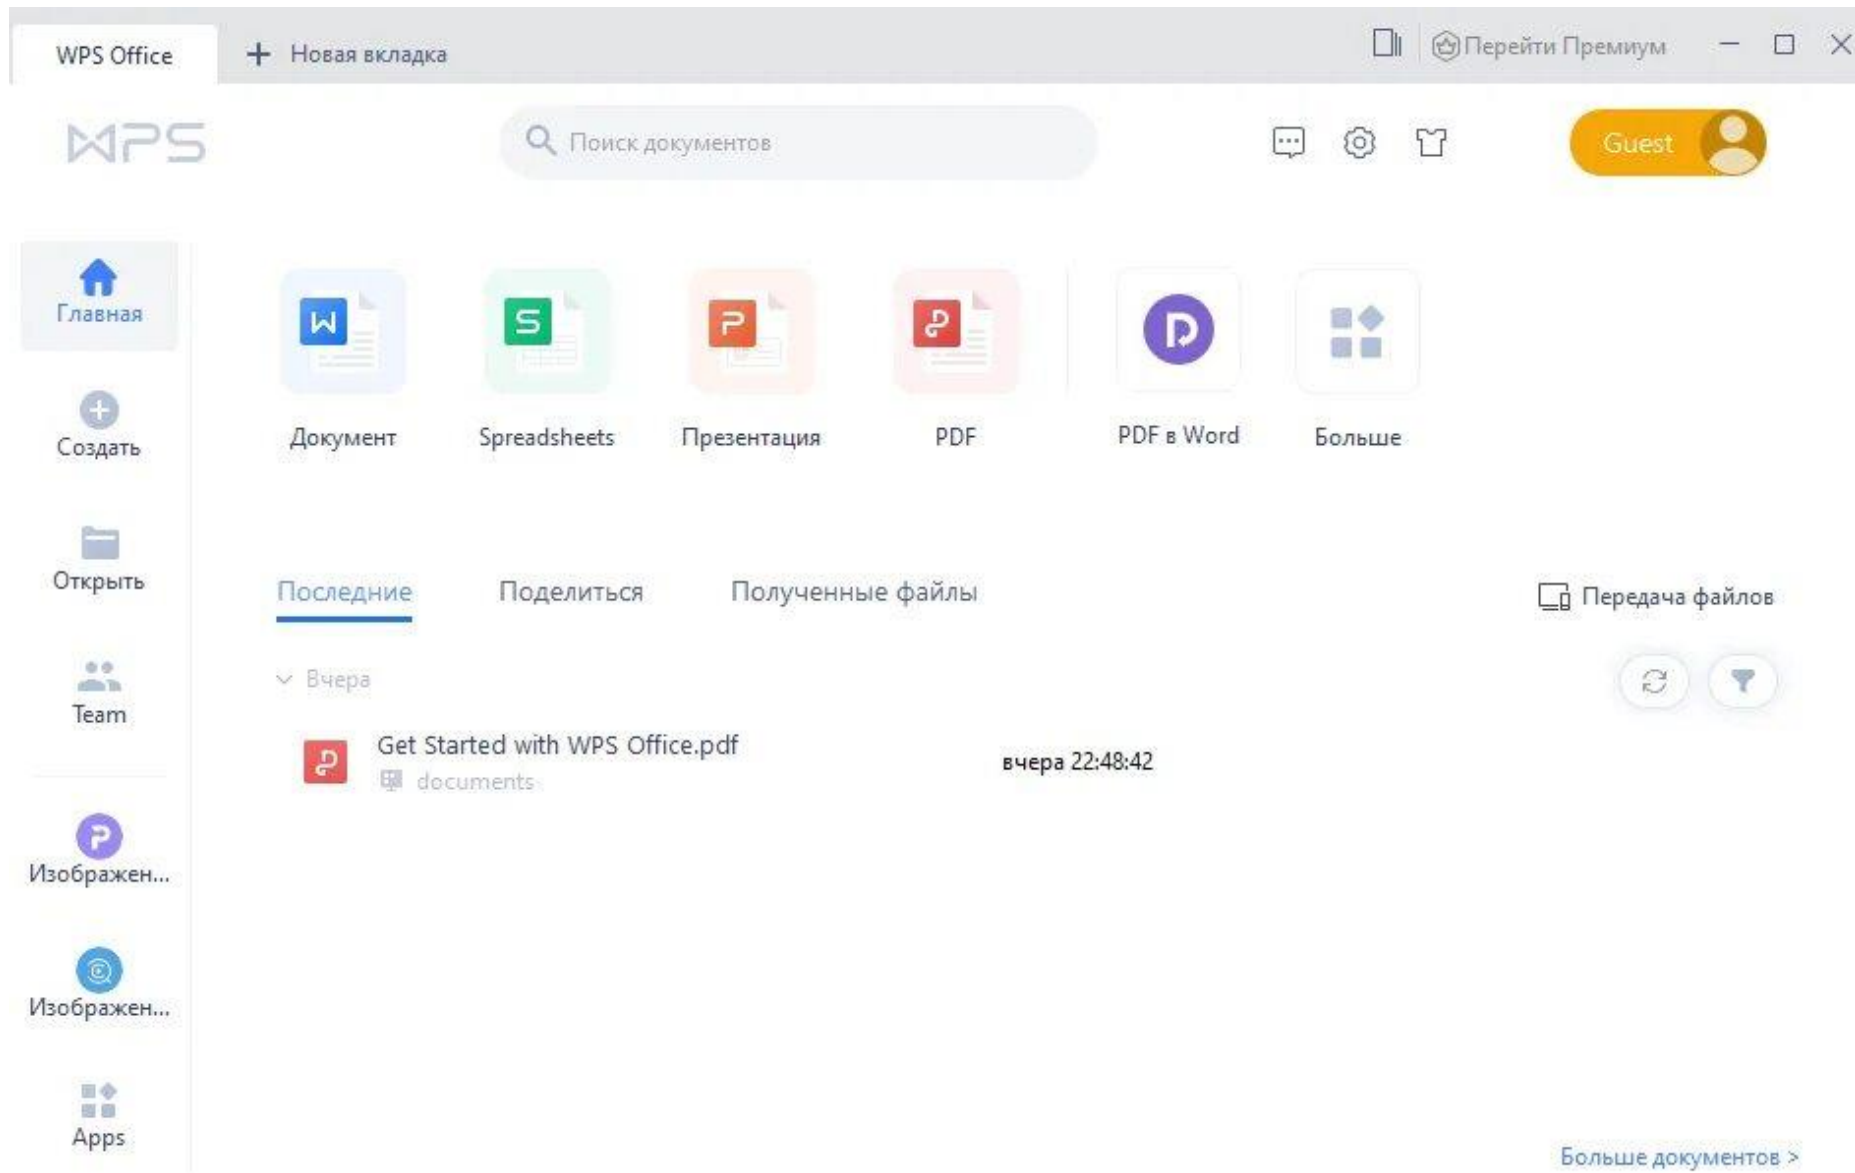 WPS Office
Новая вкладка
Перейти Премиум
WPS
Поиск документов
Guest
Главная
Создать
Открыть
Team
Изображен...
Изображен...
Apps
Документ
Spreadsheets
Презентация
PDF
PDF в Word
Больше
Последние
Поделиться
Полученные файлы
Передача файлов
Вчера
Get Started with WPS Office.pdf
documents
вчера 22:48:42
Больше документов >